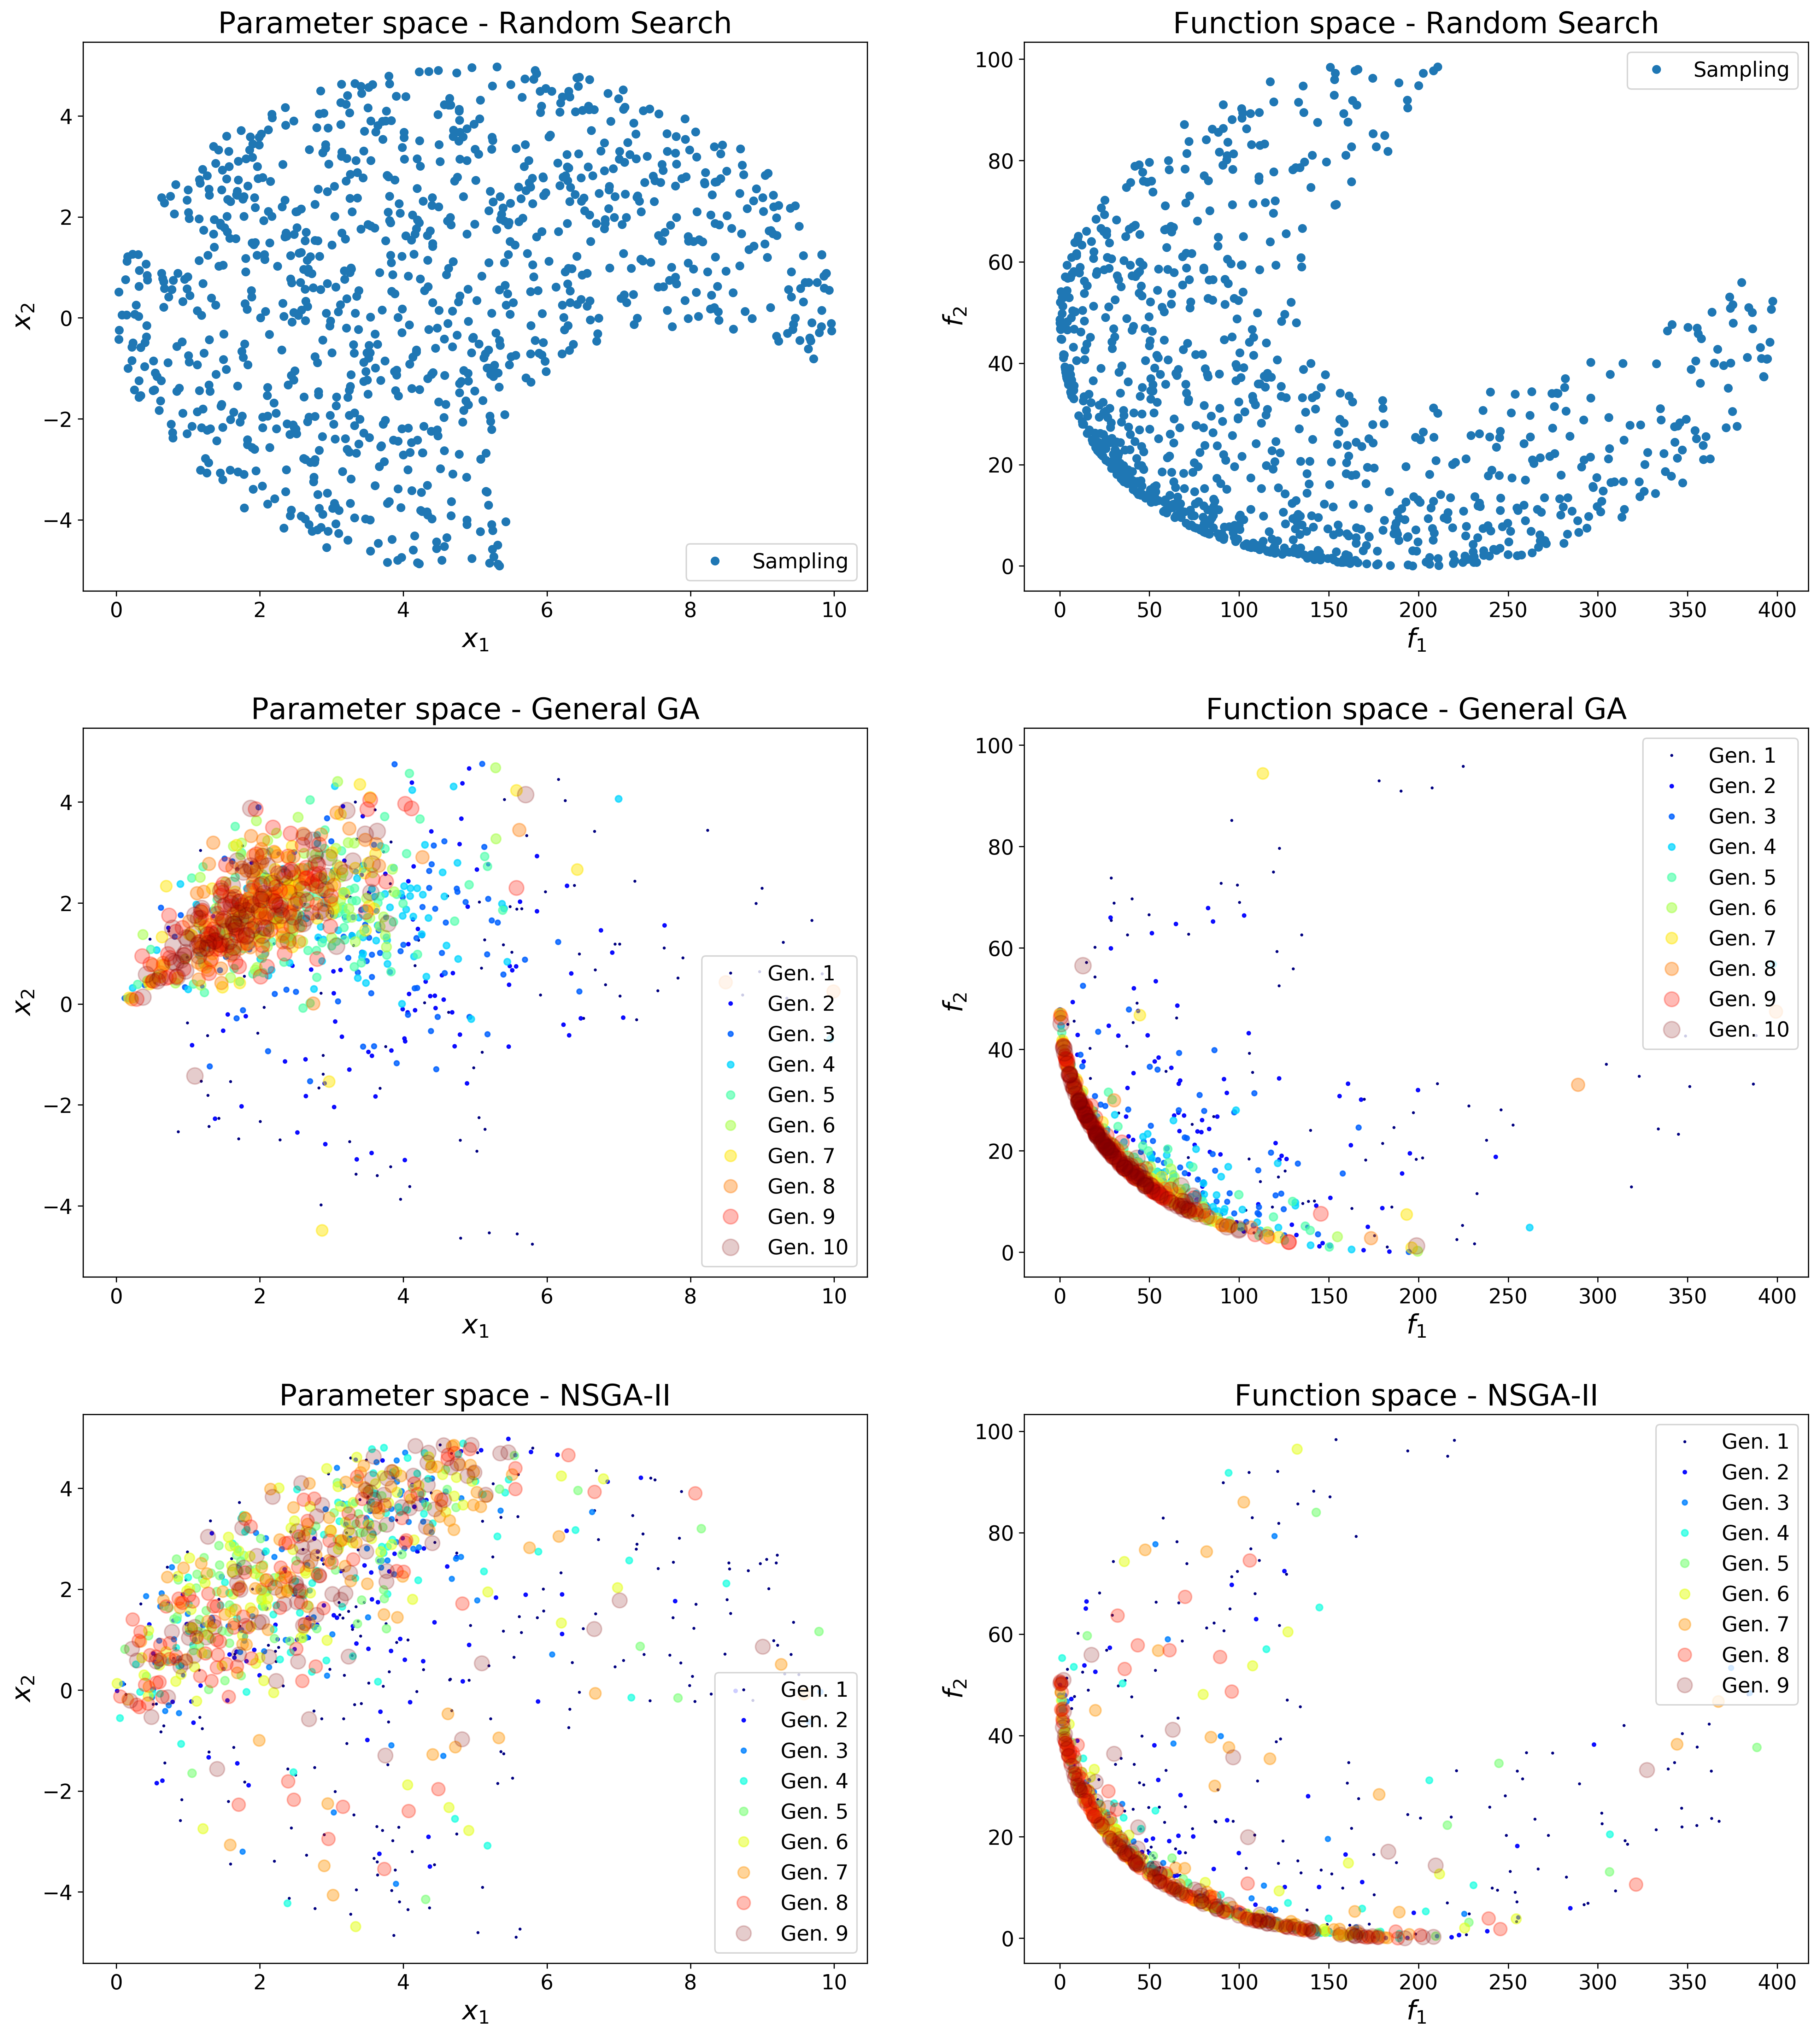 Parameter space - Random Search
4
2
0
−2
−4
x2
0 2 4 6 8 10
x1
Sampling
Function space - Random Search
100
80
60
40
20
0
f2
0 50 100 150 200 250 300 350 400
f1
Sampling
Parameter space - General GA
4
2
0
−2
−4
x2
0 2 4 6 8 10
x1
Gen. 1
Gen. 2
Gen. 3
Gen. 4
Gen. 5
Gen. 6
Gen. 7
Gen. 8
Gen. 9
Gen. 10
Function space - General GA
100
80
60
40
20
0
f2
0 50 100 150 200 250 300 350 400
f1
Gen. 1
Gen. 2
Gen. 3
Gen. 4
Gen. 5
Gen. 6
Gen. 7
Gen. 8
Gen. 9
Gen. 10
Parameter space - NSGA-II
4
2
0
−2
−4
x2
0 2 4 6 8 10
x1
Gen. 1
Gen. 2
Gen. 3
Gen. 4
Gen. 5
Gen. 6
Gen. 7
Gen. 8
Gen. 9
Function space - NSGA-II
100
80
60
40
20
0
f2
0 50 100 150 200 250 300 350 400
f1
Gen. 1
Gen. 2
Gen. 3
Gen. 4
Gen. 5
Gen. 6
Gen. 7
Gen. 8
Gen. 9